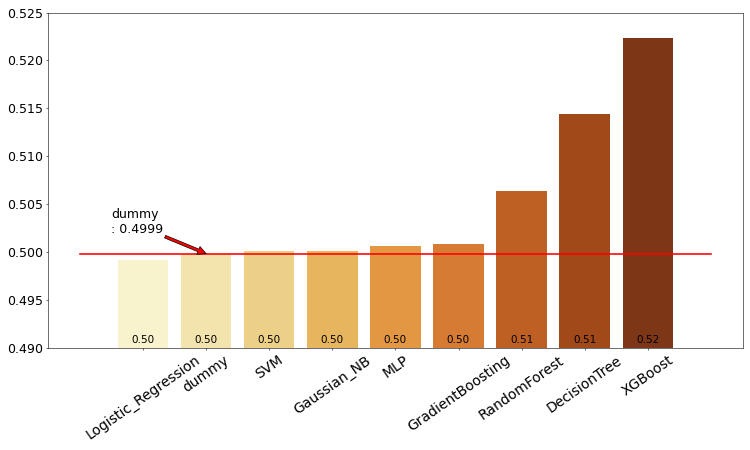 0.525
0.520
0.515
0.510
0.505
0.500
0.495
0.490
dummy
: 0.4999
0.50
0.50
0.50
0.50
0.50
0.50
0.51
0.51
0.52
Logistic_Regression
dummy
SVM
Gaussian_NB
MLP
GradientBoosting
RandomForest
DecisionTree
XGBoost